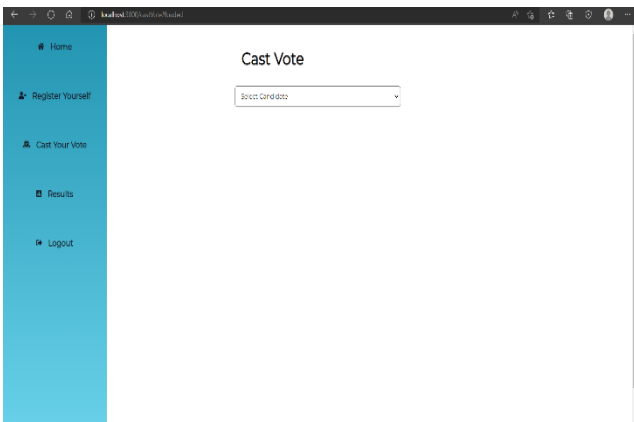 Home
Register Yourself
Cast Your Vote
Results
Logout
Cast Vote
Select Candidate